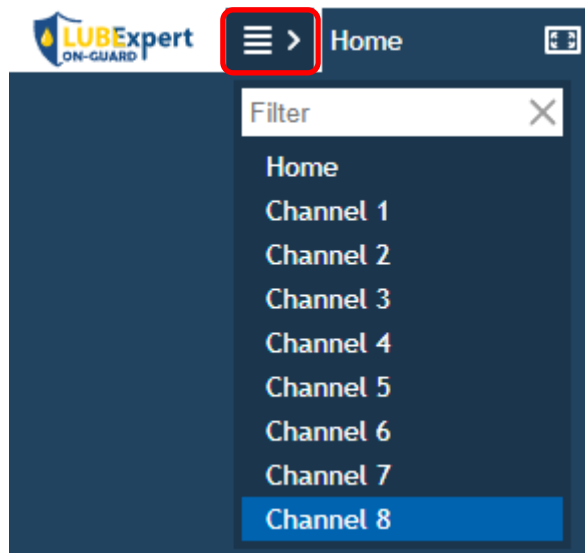 LUBExpert
ON-GUARD
Home
Filter
Home
Channel 1
Channel 2
Channel 3
Channel 4
Channel 5
Channel 6
Channel 7
Channel 8